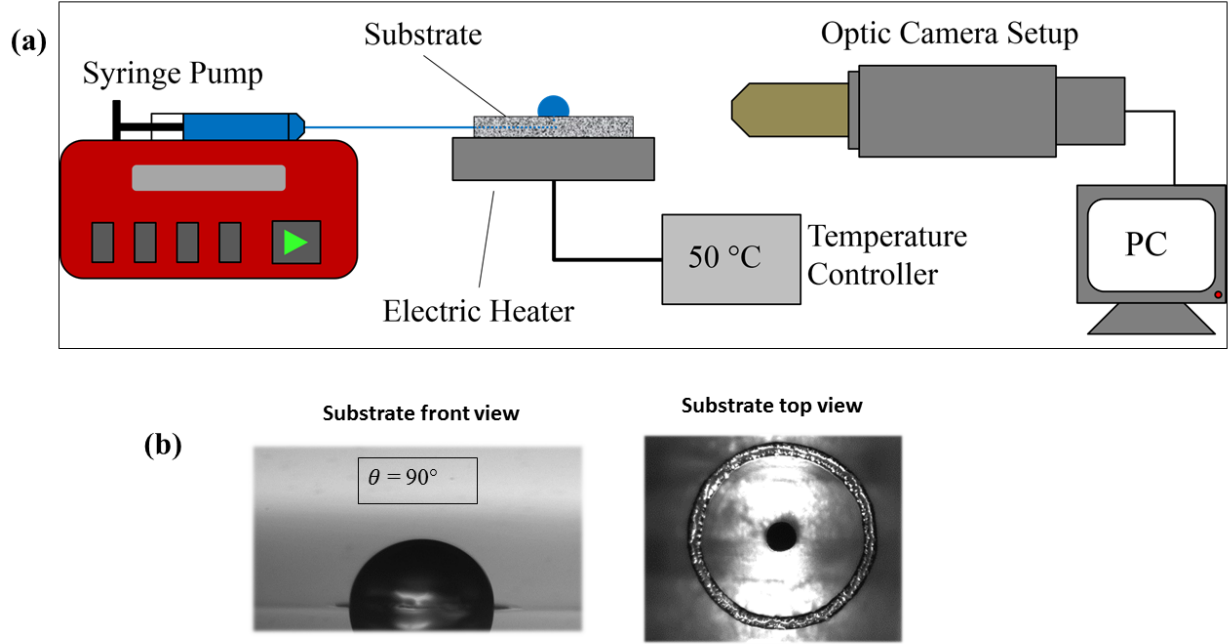 (a)
Substrate
Optic Camera Setup
Syringe Pump
50 °C
Temperature
Controller
PC
Electric Heater
Substrate front view
Substrate top view
(b)
θ = 90°